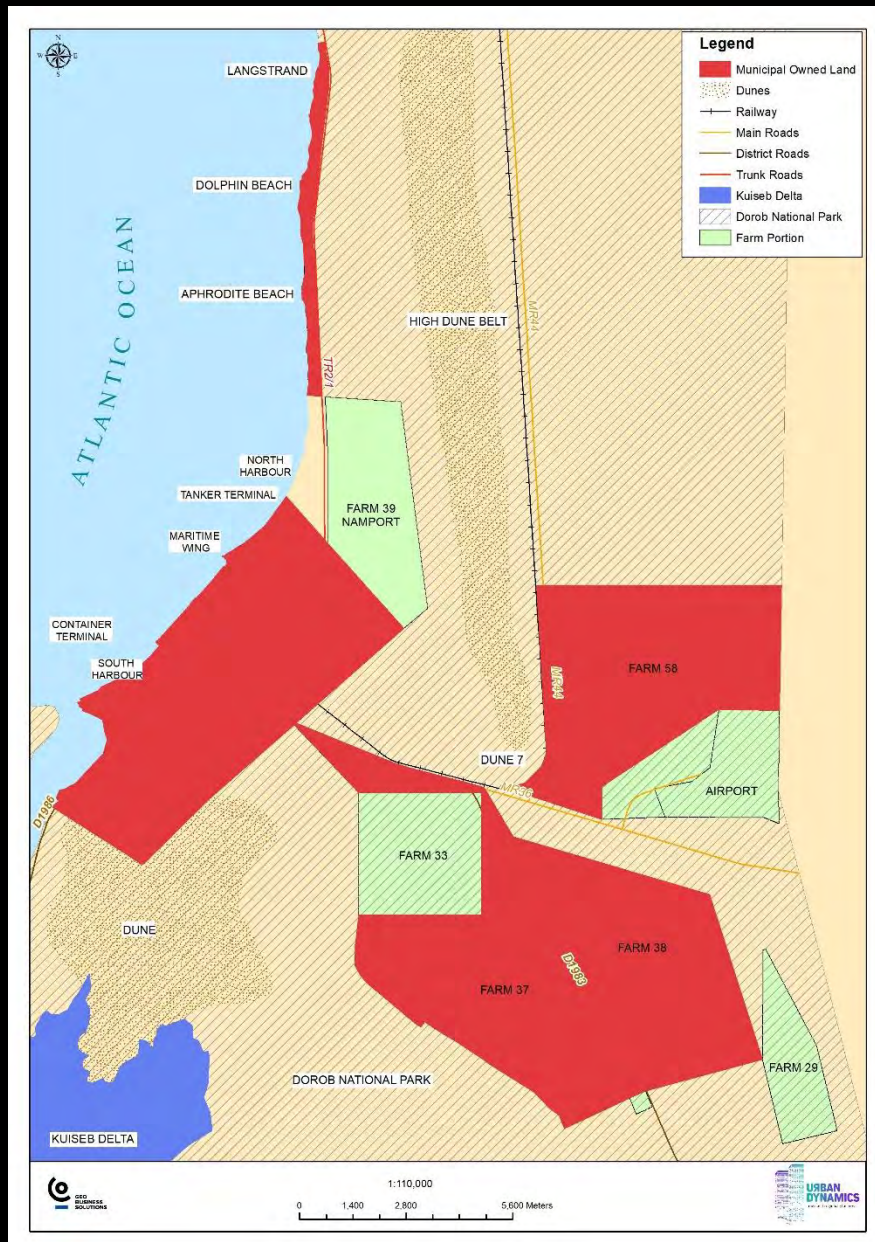 N
W
E
S
Legend
Municipal Owned Land
Dunes
Railway
Main Roads
District Roads
Trunk Roads
Kuiseb Delta
Dorob National Park
Farm Portion
LANGSTRAND
DOLPHIN BEACH
ATLANTIC OCEAN
APHRODITE BEACH
HIGH DUNE BELT
MR44
TR2/1
NORTH
HARBOUR
TANKER TERMINAL
FARM 39
NAMPORT
MARITIME
WING
CONTAINER
TERMINAL
SOUTH
HARBOUR
FARM 58
MR44
DUNE 7
MR36
AIRPORT
D1986
FARM 33
DUNE
FARM 38
D1983
FARM 37
FARM 29
DOROB NATIONAL PARK
KUISEB DELTA
GEO
BUSINESS
SOLUTIONS
1:110,000
0 1,400 2,800 5,600 Meters
URBAN
DYNAMICS